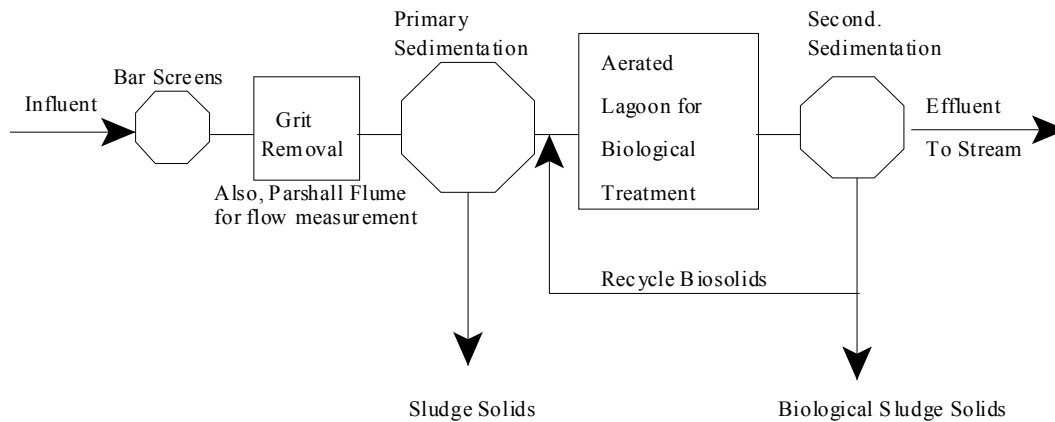 Primary
Sedimentation
Second.
Sedimentation
Bar Screens
Influent
Grit
Removal
Also, Parshall Flume
for flow measurement
Aerated
Lagoon for
Biological
Treatment
Effluent
To Stream
Recycle Biosolids
Sludge Solids
Biological Sludge Solids